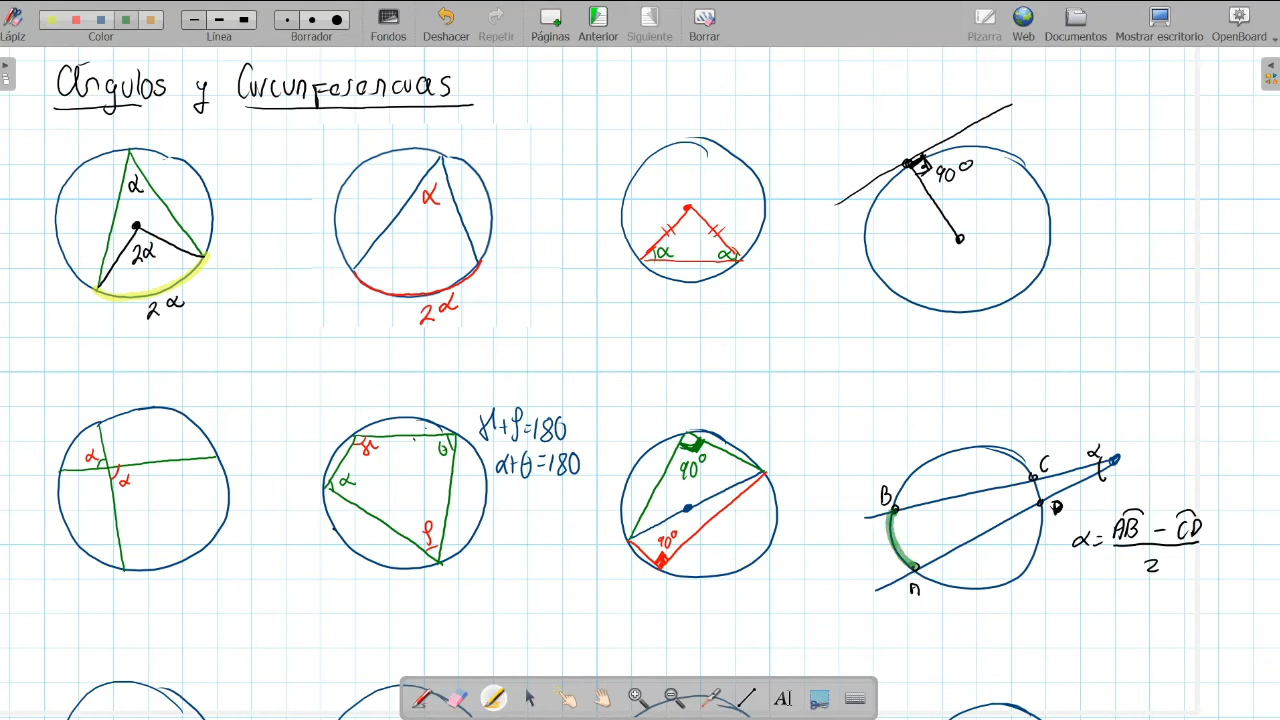 Lápiz
Color
Línea
Borrador
Fondos
Deshacer
Repetir
Páginas
Anterior
Siguiente
Borrar
Pizarra
Web
Documentos
Mostrar escritorio
OpenBoard
Ángulos y Circunferencias
α
2α
2α
α
2α
α α
90°
α
α
γ θ
α
ρ
γ+ρ=180
α+θ=180
90°
90°
B C α
D
A
α = AB⌢ − CD⌢
2
AI